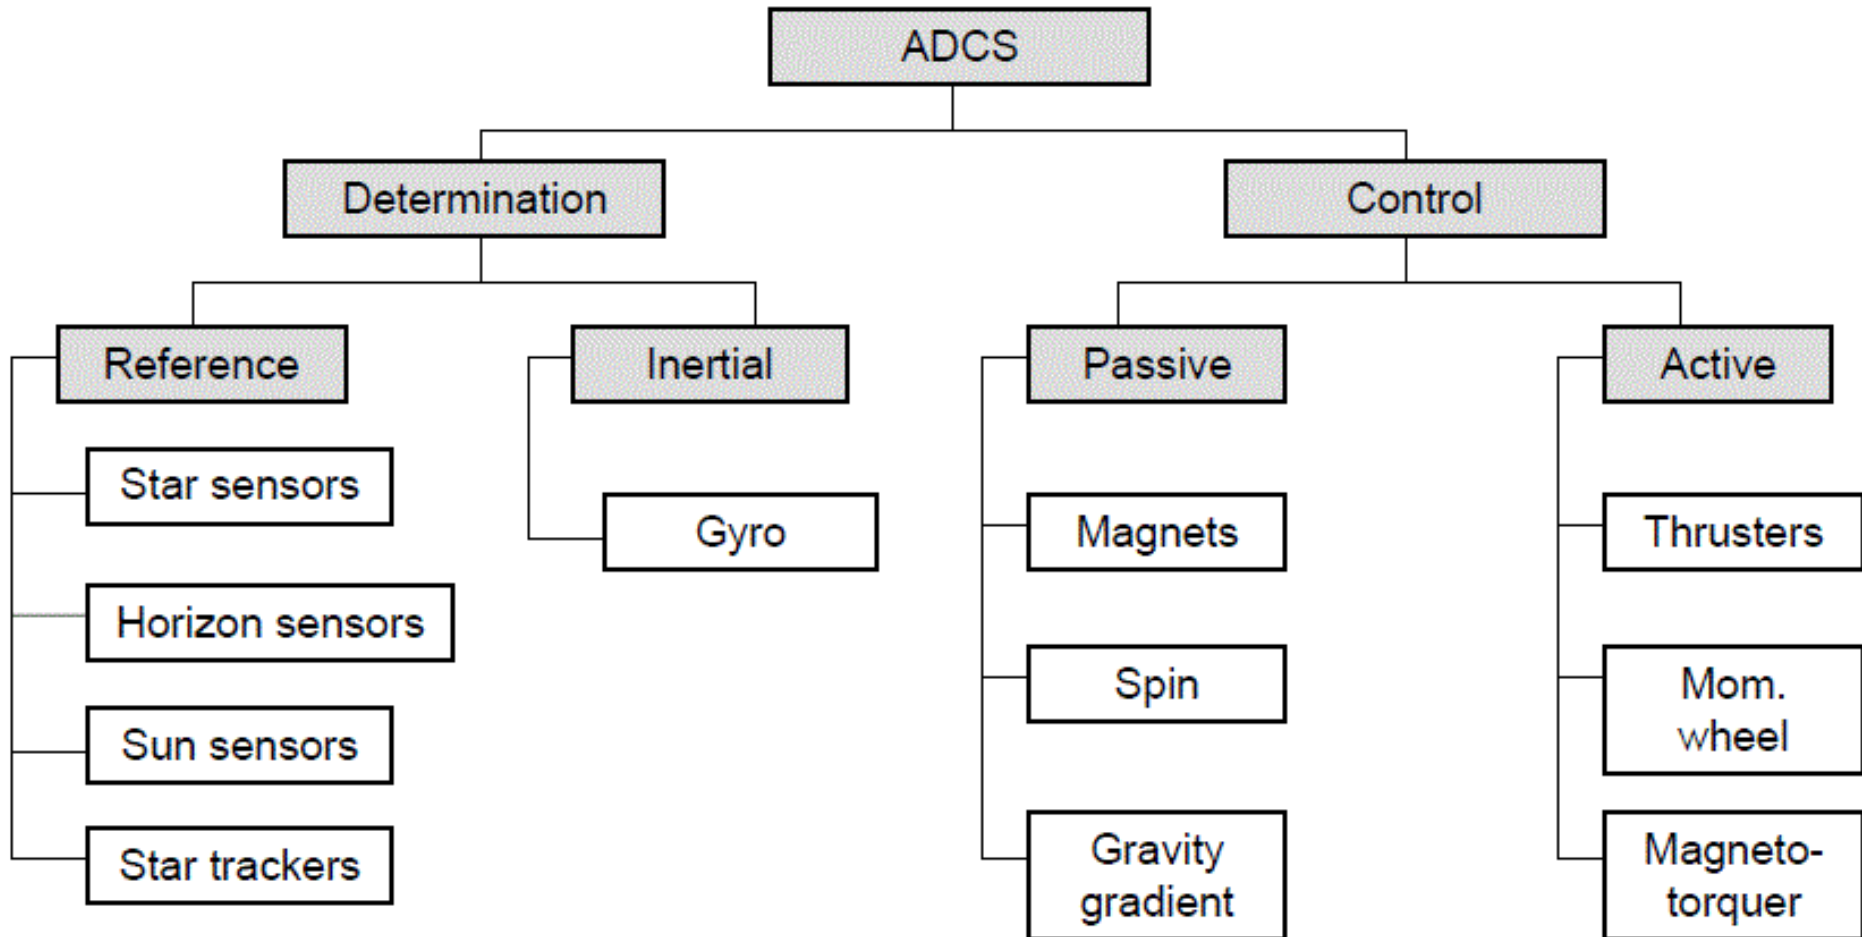 ADCS
Determination
Control
Reference
Inertial
Passive
Active
Star sensors
Gyro
Magnets
Thrusters
Horizon sensors
Spin
Mom.
wheel
Sun sensors
Star trackers
Gravity
gradient
Magneto-
torquer